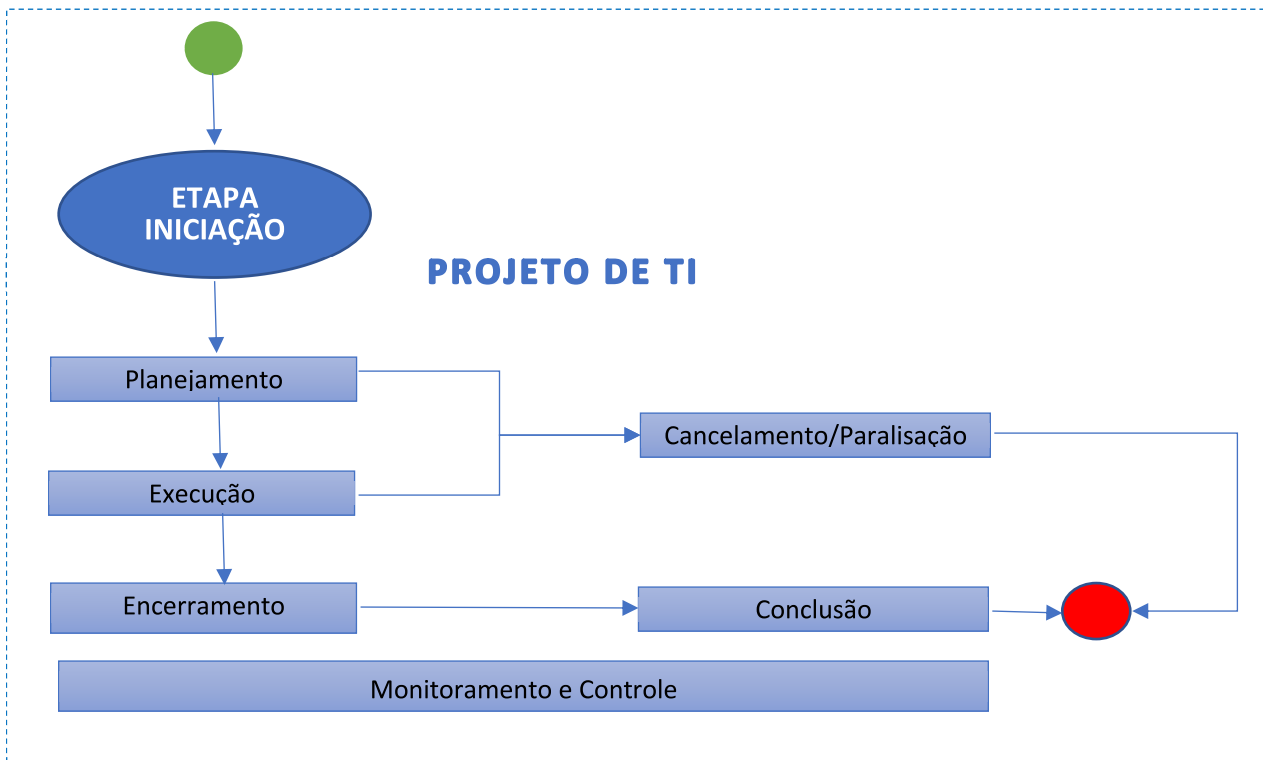 ETAPA
INICIAÇÃO
PROJETO DE TI
Planejamento
Cancelamento/Paralisação
Execução
Encerramento
Conclusão
Monitoramento e Controle